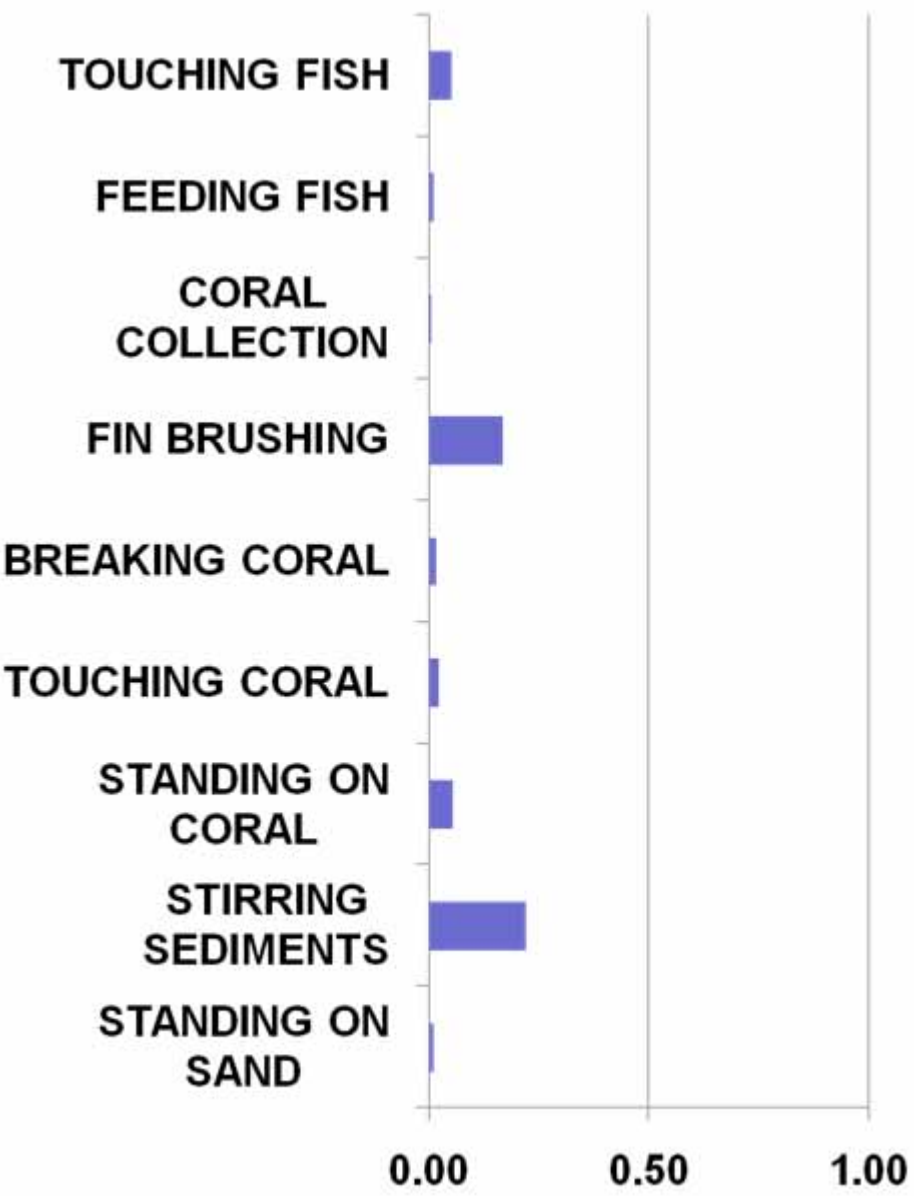 TOUCHING FISH
FEEDING FISH
CORAL
COLLECTION
FIN BRUSHING
BREAKING CORAL
TOUCHING CORAL
STANDING ON
CORAL
STIRRING
SEDIMENTS
STANDING ON
SAND
0.00 0.50 1.00